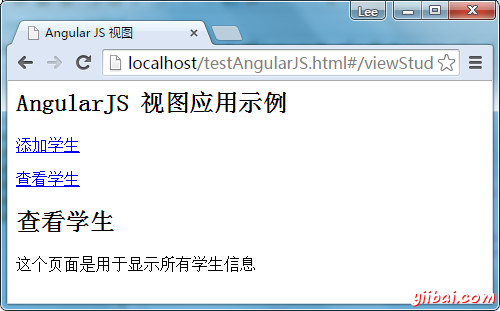 Lee
Angular JS 视图
localhost/testAngularJS.html#/viewStud
AngularJS 视图应用示例
添加学生
查看学生
查看学生
这个页面是用于显示所有学生信息
yiibai.com